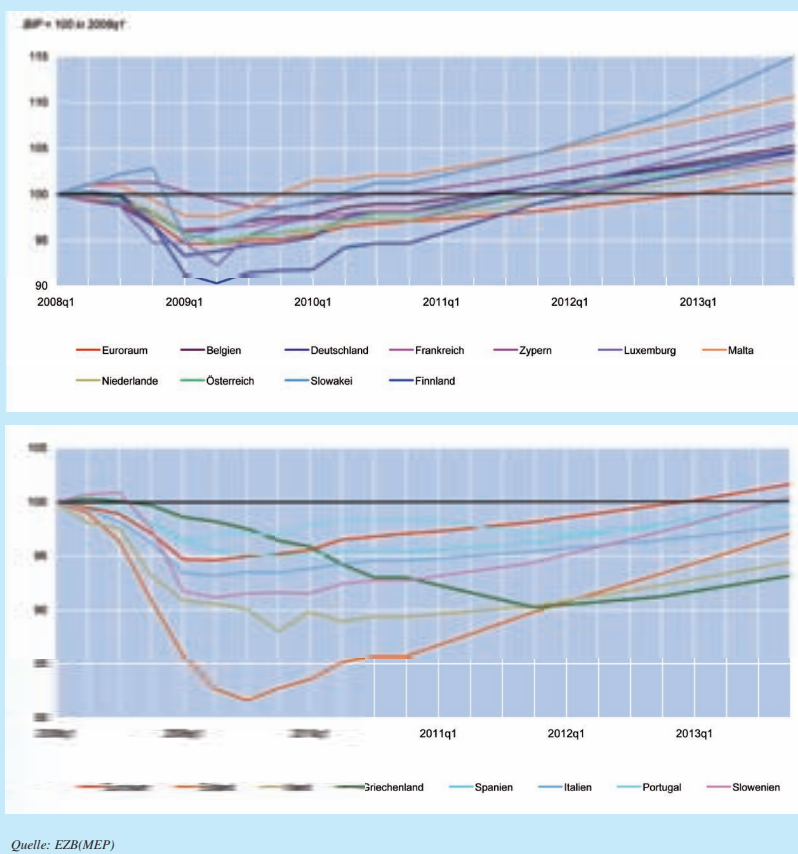 BIP = 100 in 2008q1
115
110
105
100
95
90
2008q1 2009q1 2010q1 2011q1 2012q1 2013q1
Euroraum Belgien Deutschland Frankreich Zypern Luxemburg Malta
Niederlande Österreich Slowakei Finnland
105
100
95
90
2011q1 2012q1 2013q1
Griechenland Spanien Italien Portugal Slowenien
Quelle: EZB(MEP)